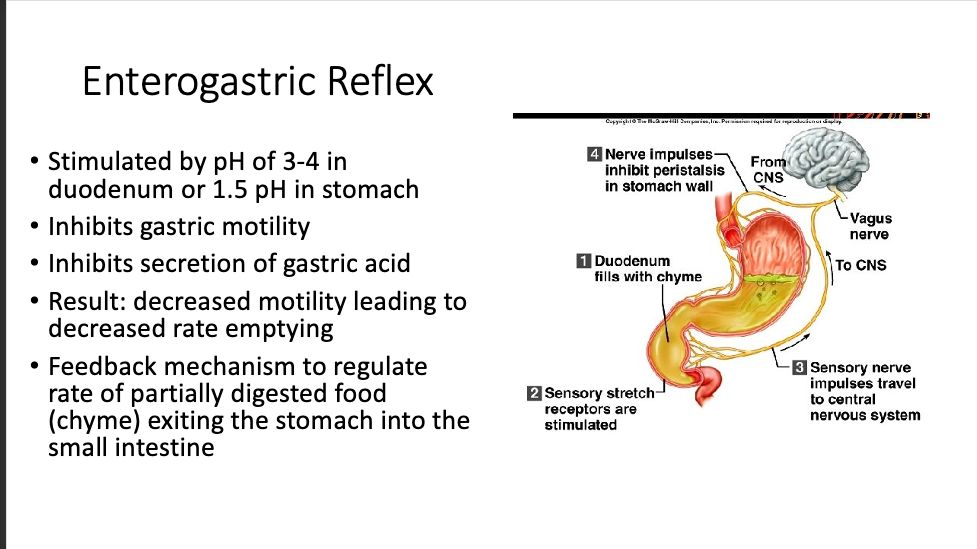 Enterogastric Reflex
• Stimulated by pH of 3-4 in
duodenum or 1.5 pH in stomach
• Inhibits gastric motility
• Inhibits secretion of gastric acid
• Result: decreased motility leading to
decreased rate emptying
• Feedback mechanism to regulate
rate of partially digested food
(chyme) exiting the stomach into the
small intestine
Copyright © The McGraw-Hill Companies, Inc. Permission required for reproduction or display.
4 Nerve impulses
inhibit peristalsis
in stomach wall
From
CNS
Vagus
nerve
To CNS
1 Duodenum
fills with chyme
3 Sensory nerve
impulses travel
to central
nervous system
2 Sensory stretch
receptors are
stimulated